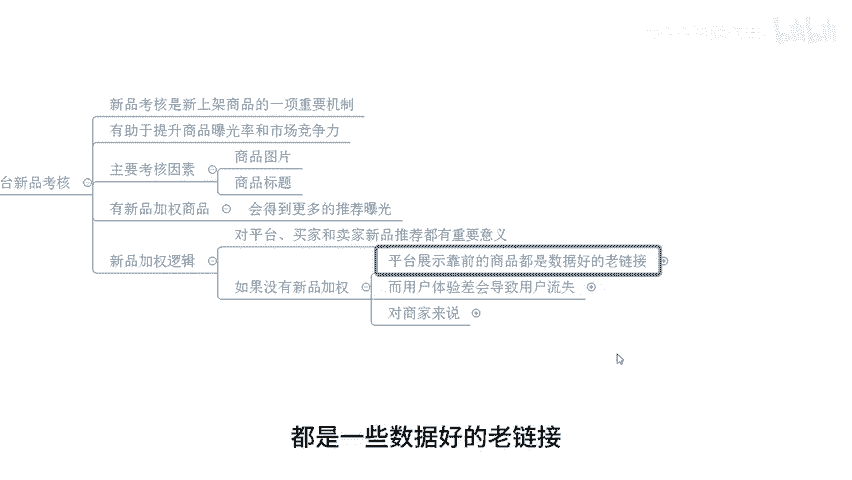 新品考核是新上架商品的一项重要机制
有助于提升商品曝光率和市场竞争力
商品图片
主要考核因素
商品标题
台新品考核
有新品加权商品 会得到更多的推荐曝光
对平台、买家和卖家新品推荐都有重要意义
新品加权逻辑
平台展示靠前的商品都是数据好的老链接
如果没有新品加权 而用户体验差会导致用户流失
对商家来说
都是一些数据好的老链接